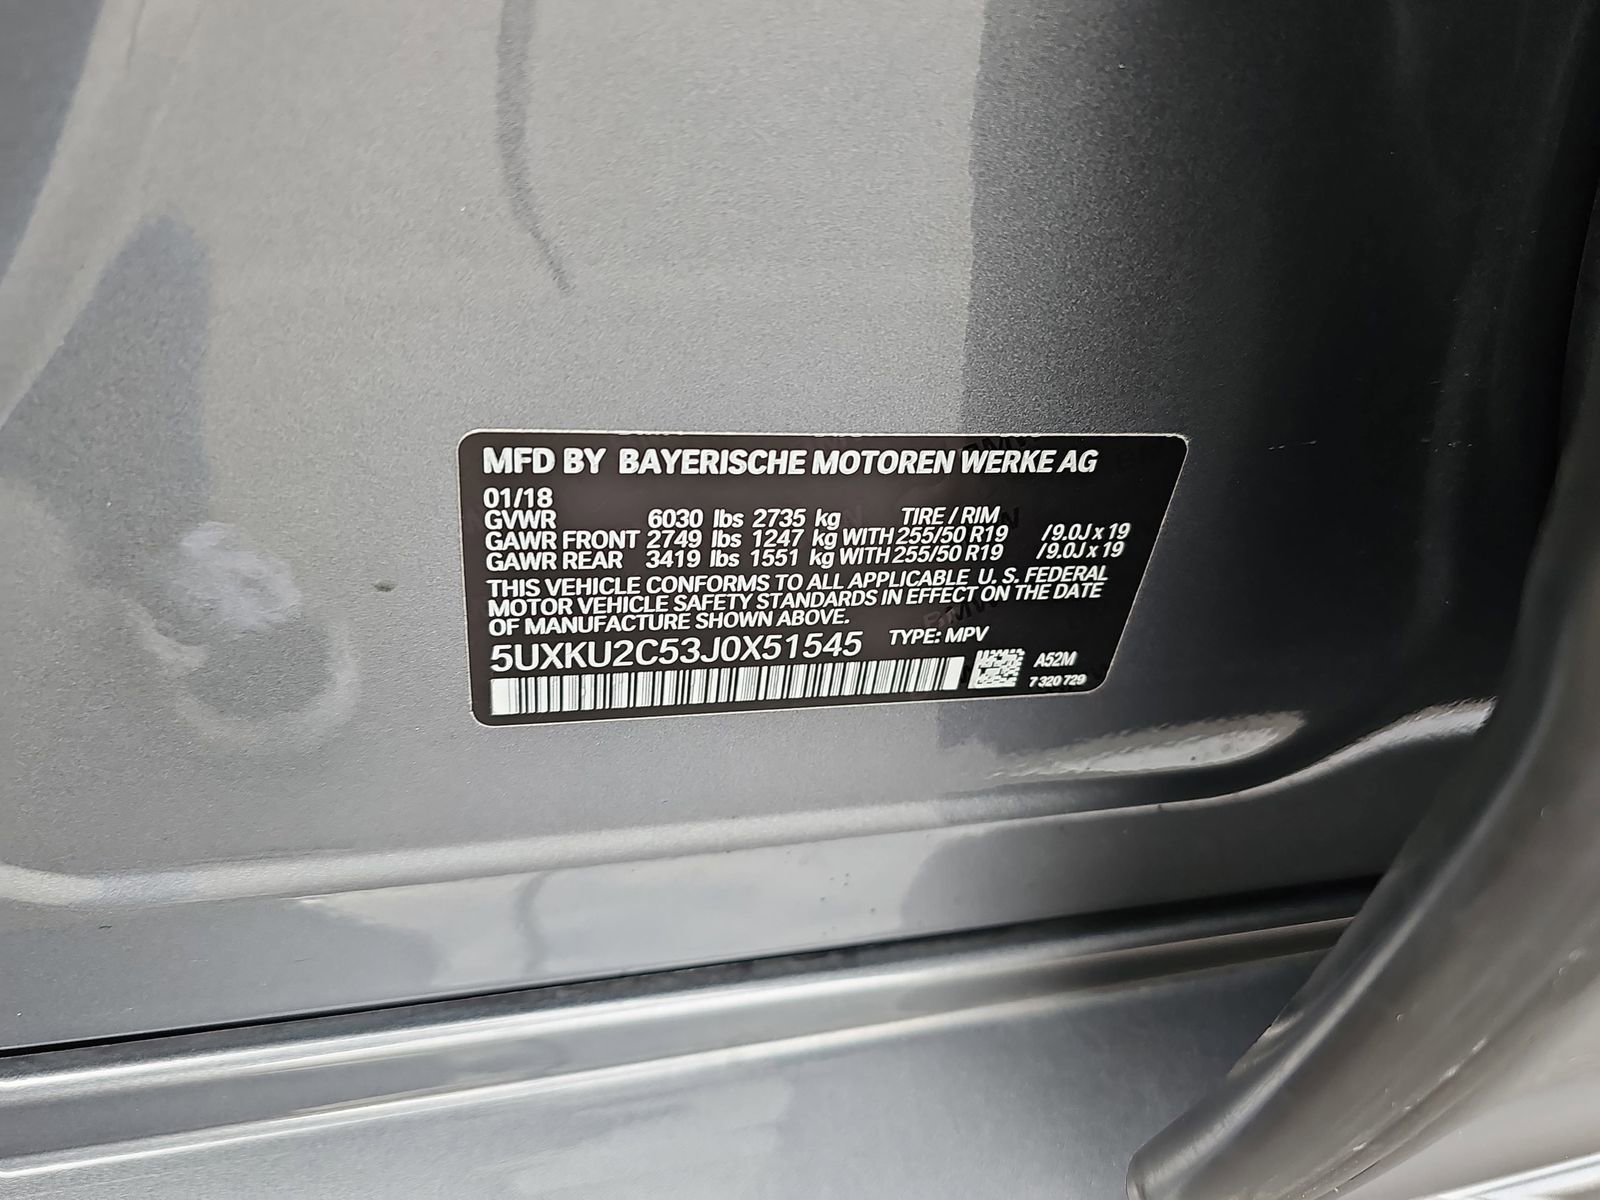 MFD BY BAYERISCHE MOTOREN WERKE AG
01/18
GVWR 6030 lbs 2735 kg TIRE / RIM
GAWR FRONT 2749 lbs 1247 kg WITH 255/50 R19 /9.0J x 19
GAWR REAR 3419 lbs 1551 kg WITH 255/50 R19 /9.0J x 19
THIS VEHICLE CONFORMS TO ALL APPLICABLE U. S. FEDERAL
MOTOR VEHICLE SAFETY STANDARDS IN EFFECT ON THE DATE
OF MANUFACTURE SHOWN ABOVE.
5UXKU2C53J0X51545 TYPE: MPV
A52M
7 320 729